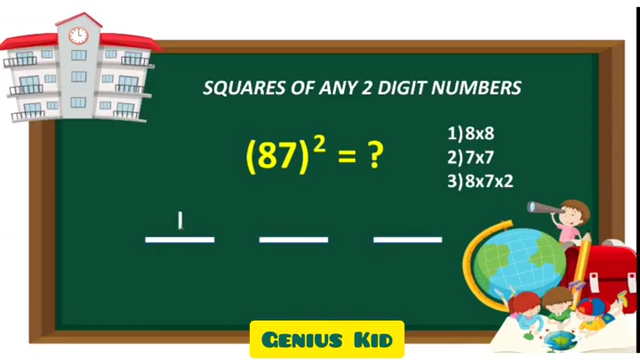 SQUARES OF ANY 2 DIGIT NUMBERS
(87)² = ?
1) 8x8
2) 7x7
3) 8x7x2
GENIUS KID